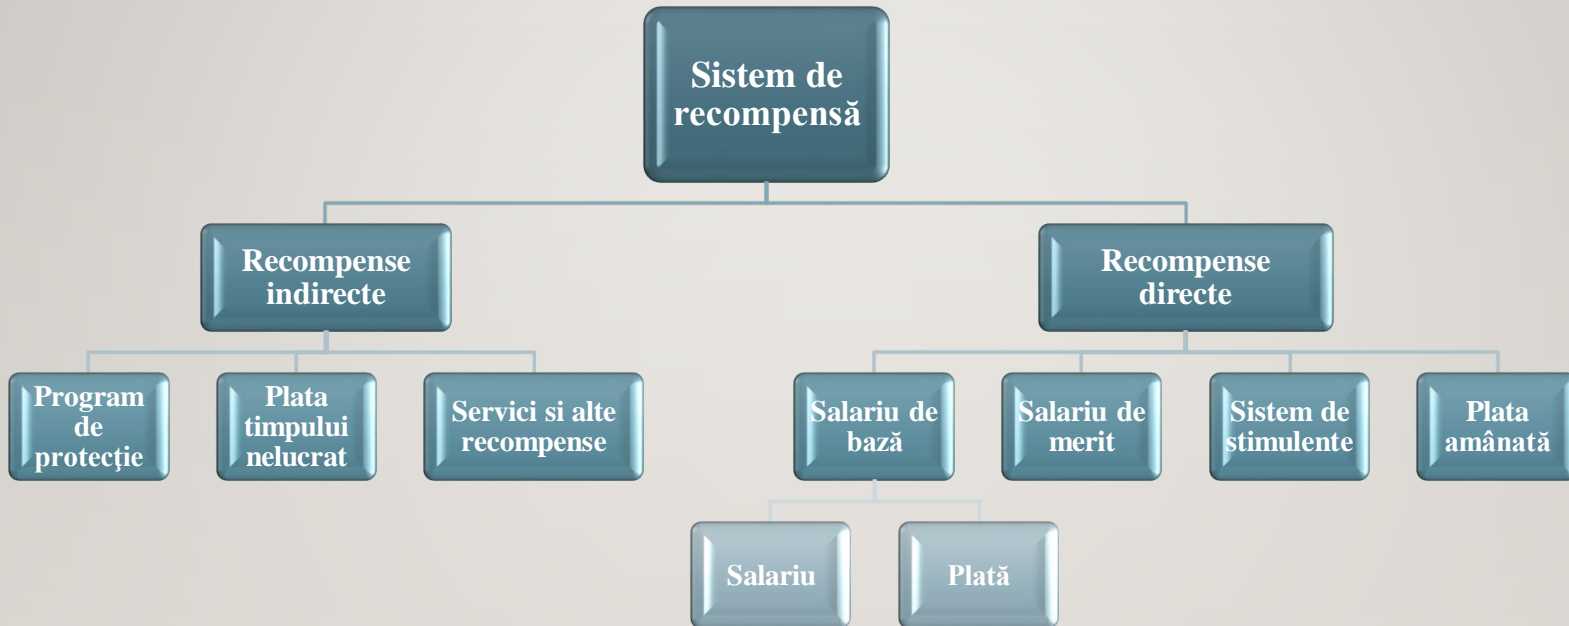 Sistem de
recompensă
Recompense
indirecte
Recompense
directe
Program
de
protecţie
Plata
timpului
nelucrat
Servici si alte
recompense
Salariu de
bază
Salariu de
merit
Sistem de
stimulente
Plata
amânată
Salariu
Plată